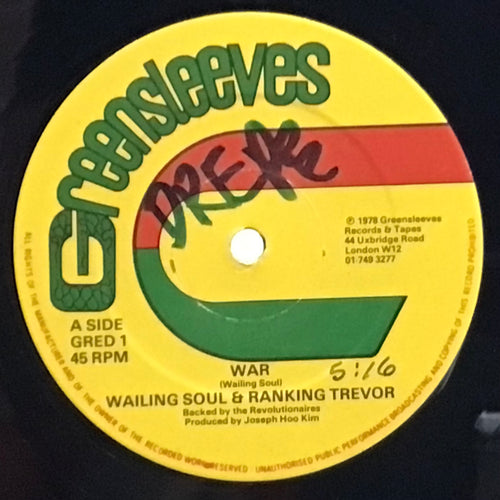 Greensleeves
DRE
℗ 1978 Greensleeves
Records & Tapes
44 Uxbridge Road
London W12
01 749 3277
A SIDE
GRED 1
45 RPM
WAR
(Wailing Soul)
5:16
WAILING SOUL & RANKING TREVOR
Backed by the Revolutionaires
Produced by Joseph Hoo Kim
ALL RIGHTS OF THE MANUFACTURER AND OF THE OWNER OF THE RECORDED WORK RESERVED · UNAUTHORISED PUBLIC PERFORMANCE BROADCASTING AND COPYING OF THIS RECORD PROHIBITED